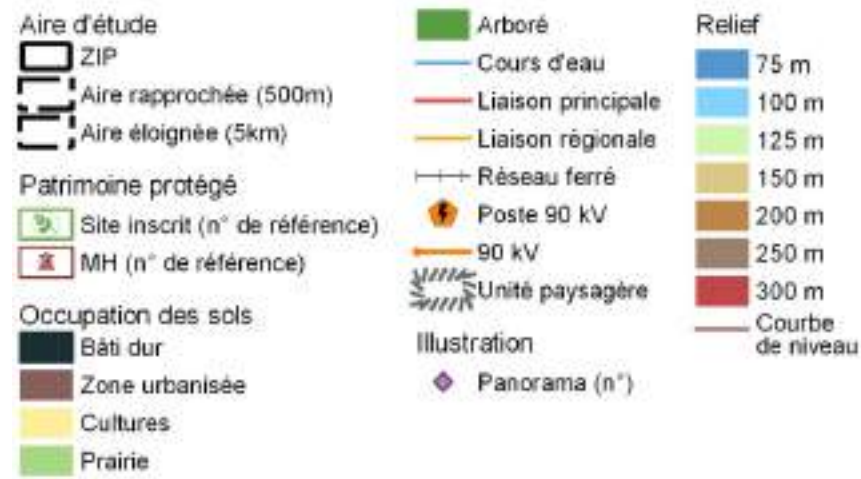 Aire d'étude
ZIP
Aire rapprochée (500m)
Aire éloignée (5km)
Patrimoine protégé
Site inscrit (n° de référence)
MH (n° de référence)
Occupation des sols
Bâti dur
Zone urbanisée
Cultures
Prairie
Arboré
Cours d'eau
Liaison principale
Liaison régionale
Réseau ferré
Poste 90 kV
90 kV
Unité paysagère
Illustration
Panorama (n°)
Relief
75 m
100 m
125 m
150 m
200 m
250 m
300 m
Courbe
de niveau